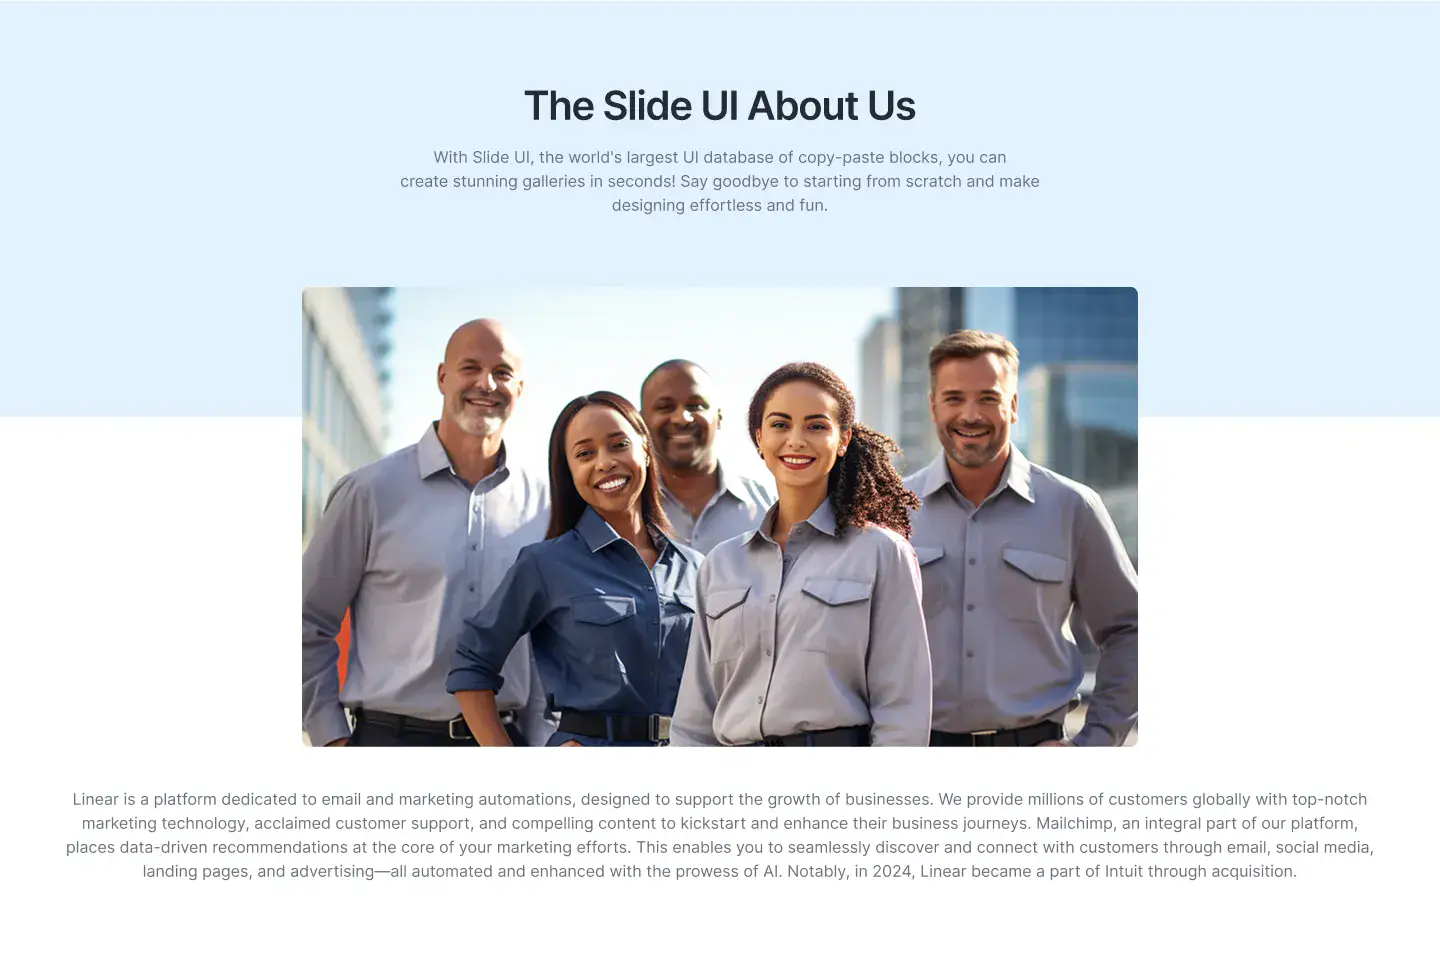 The Slide UI About Us
With Slide UI, the world's largest UI database of copy-paste blocks, you can
create stunning galleries in seconds! Say goodbye to starting from scratch and make
designing effortless and fun.
Linear is a platform dedicated to email and marketing automations, designed to support the growth of businesses. We provide millions of customers globally with top-notch
marketing technology, acclaimed customer support, and compelling content to kickstart and enhance their business journeys. Mailchimp, an integral part of our platform,
places data-driven recommendations at the core of your marketing efforts. This enables you to seamlessly discover and connect with customers through email, social media,
landing pages, and advertising—all automated and enhanced with the prowess of AI. Notably, in 2024, Linear became a part of Intuit through acquisition.